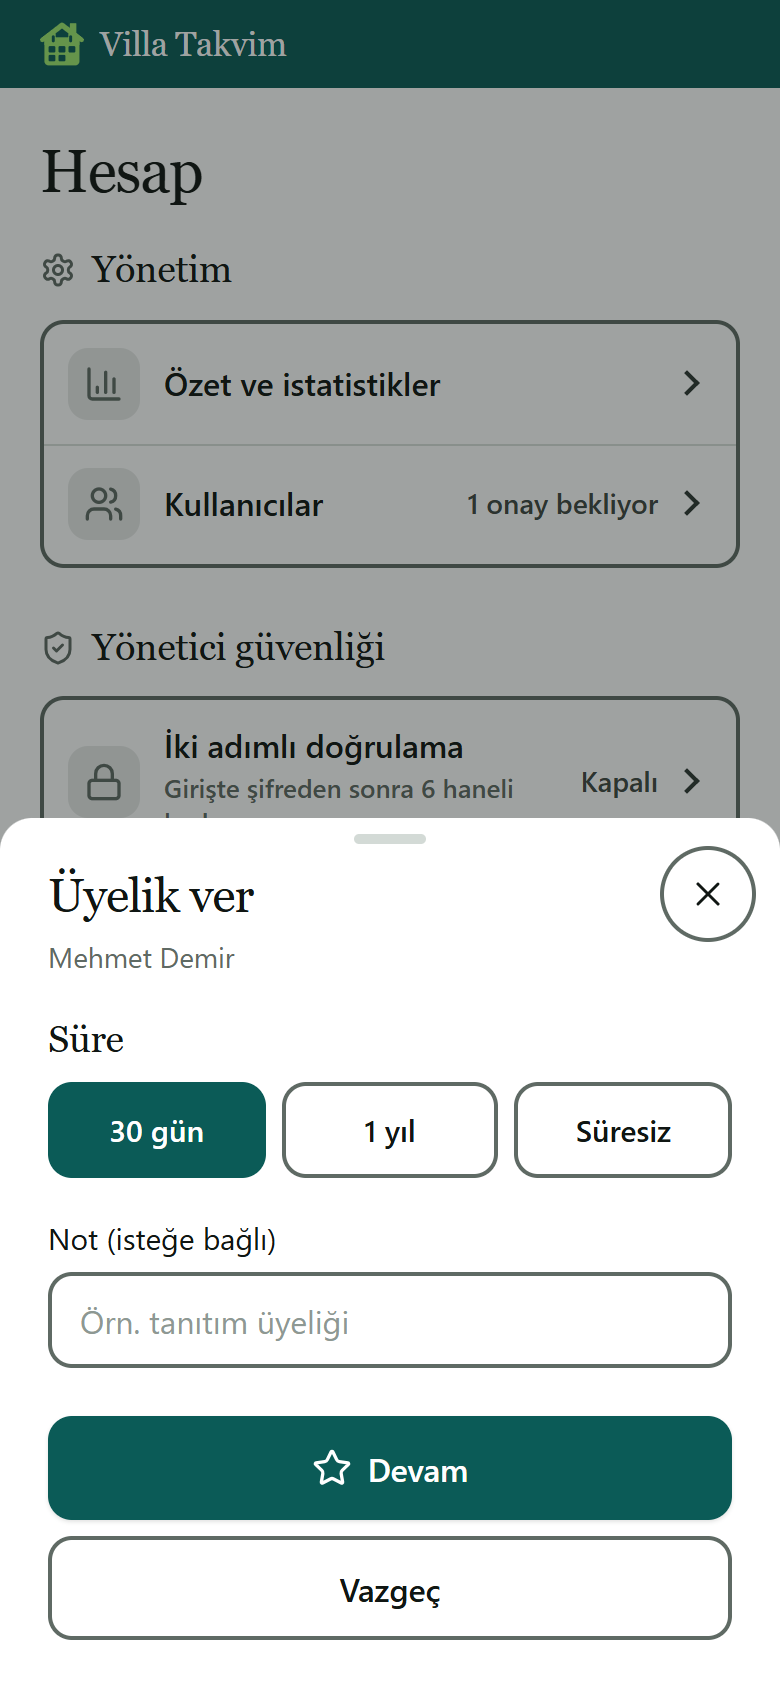 Villa Takvim
Hesap
Yönetim
Özet ve istatistikler
Kullanıcılar
1 onay bekliyor
Yönetici güvenliği
İki adımlı doğrulama
Girişte şifreden sonra 6 haneli
Kapalı
Üyelik ver
Mehmet Demir
Süre
30 gün
1 yıl
Süresiz
Not (isteğe bağlı)
Örn. tanıtım üyeliği
Devam
Vazgeç